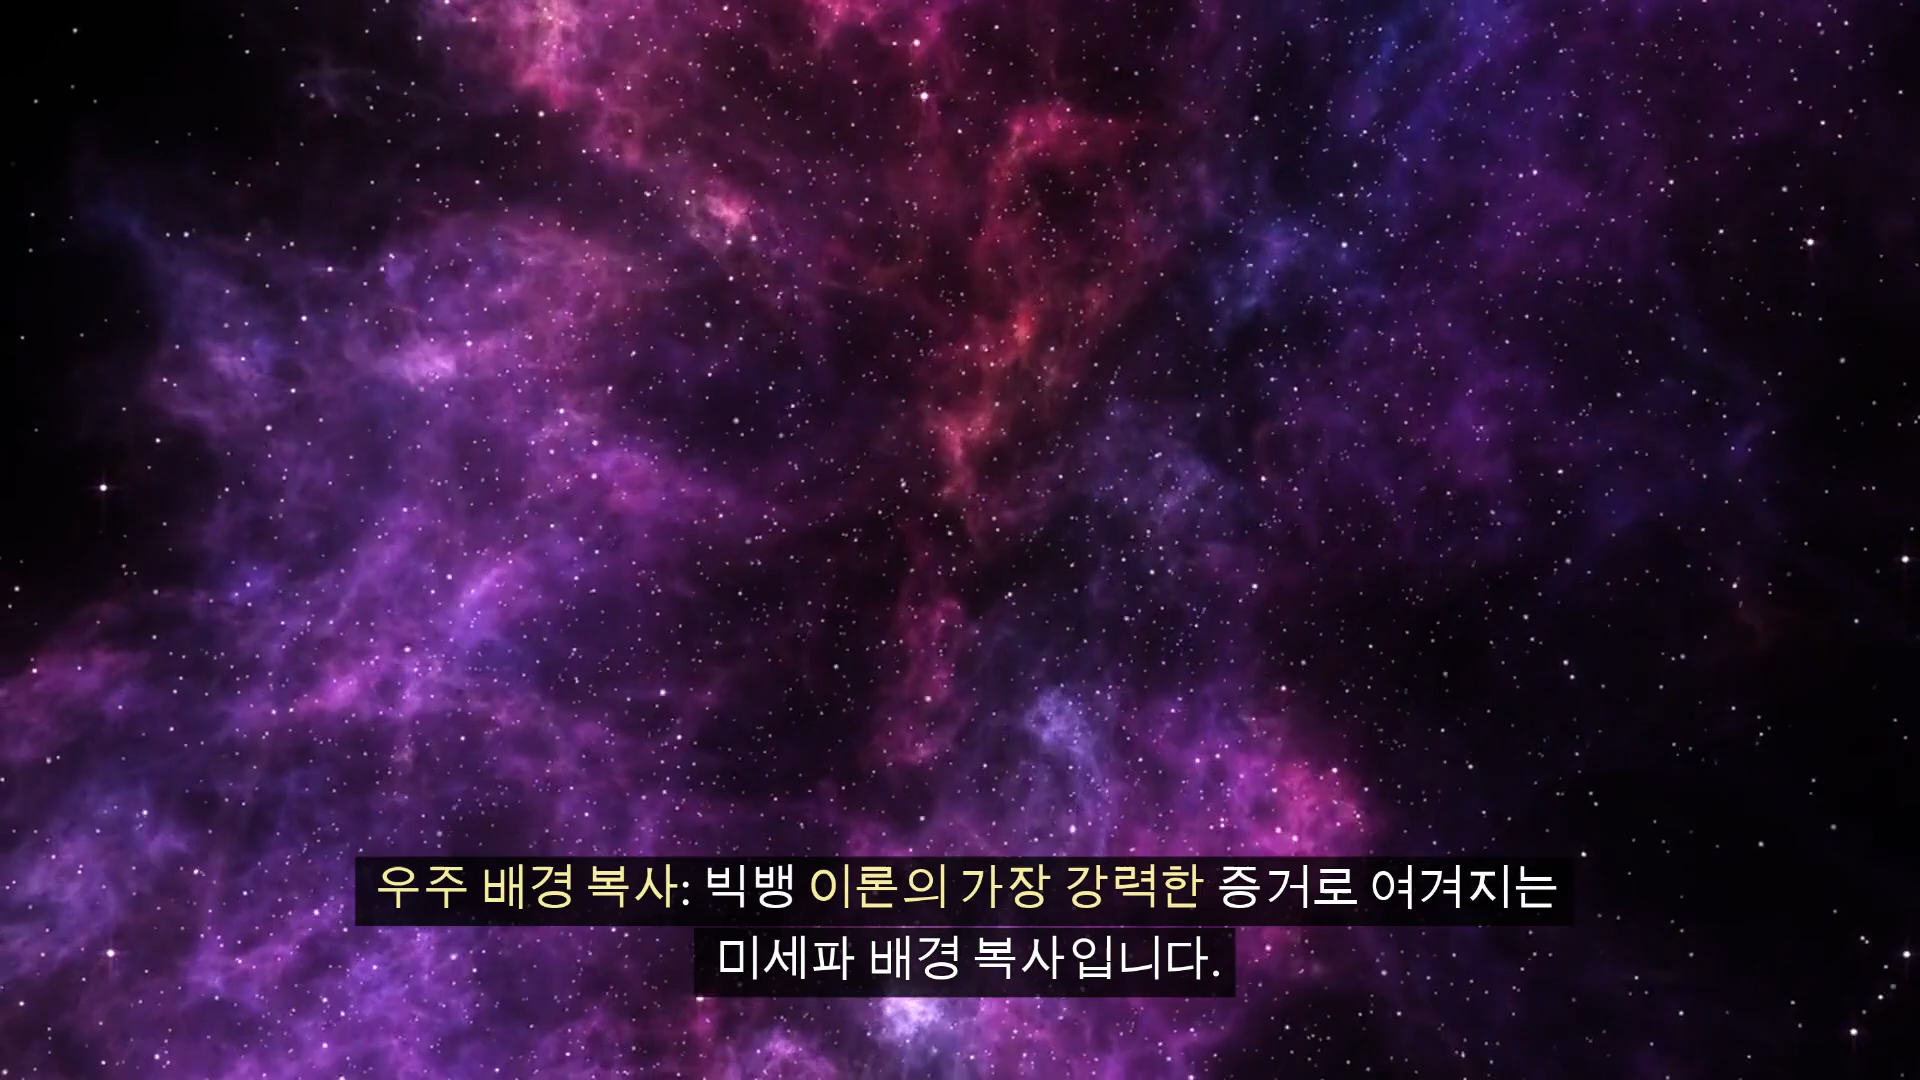 우주 배경 복사: 빅뱅 이론의 가장 강력한 증거로 여겨지는
미세파 배경 복사입니다.